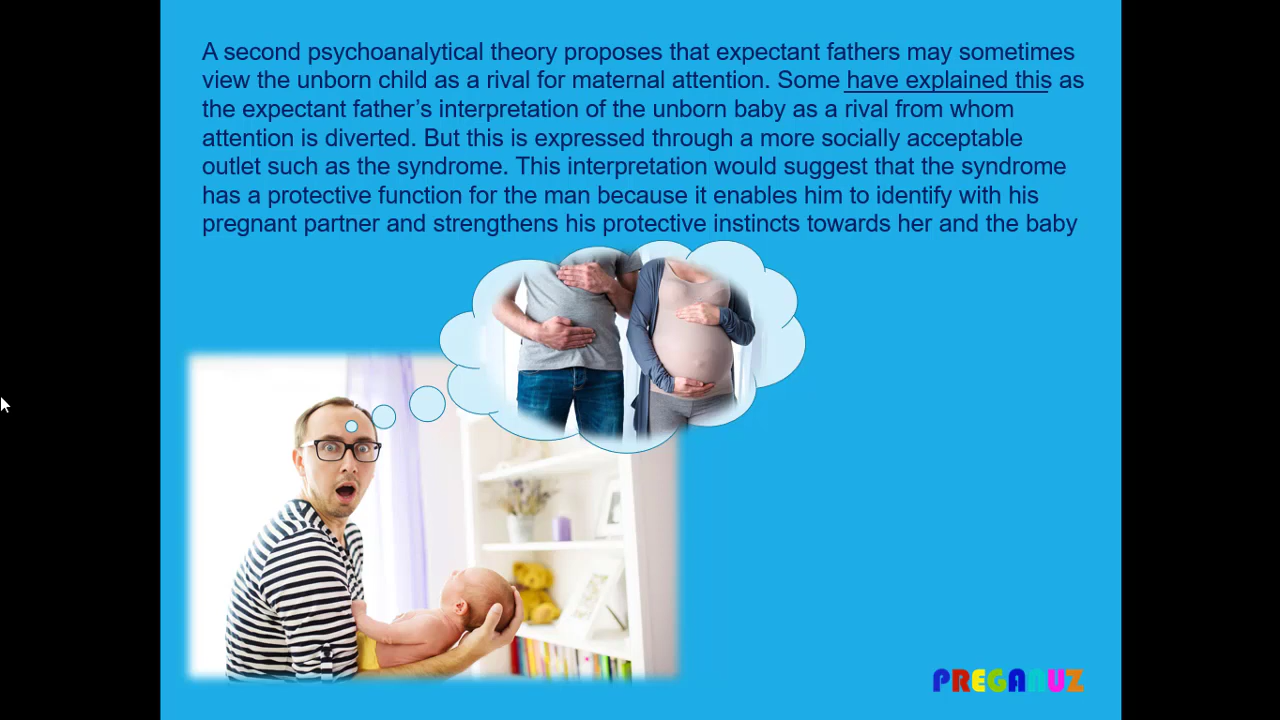 A second psychoanalytical theory proposes that expectant fathers may sometimes
view the unborn child as a rival for maternal attention. Some have explained this as
the expectant father’s interpretation of the unborn baby as a rival from whom
attention is diverted. But this is expressed through a more socially acceptable
outlet such as the syndrome. This interpretation would suggest that the syndrome
has a protective function for the man because it enables him to identify with his
pregnant partner and strengthens his protective instincts towards her and the baby
PREGANUZ